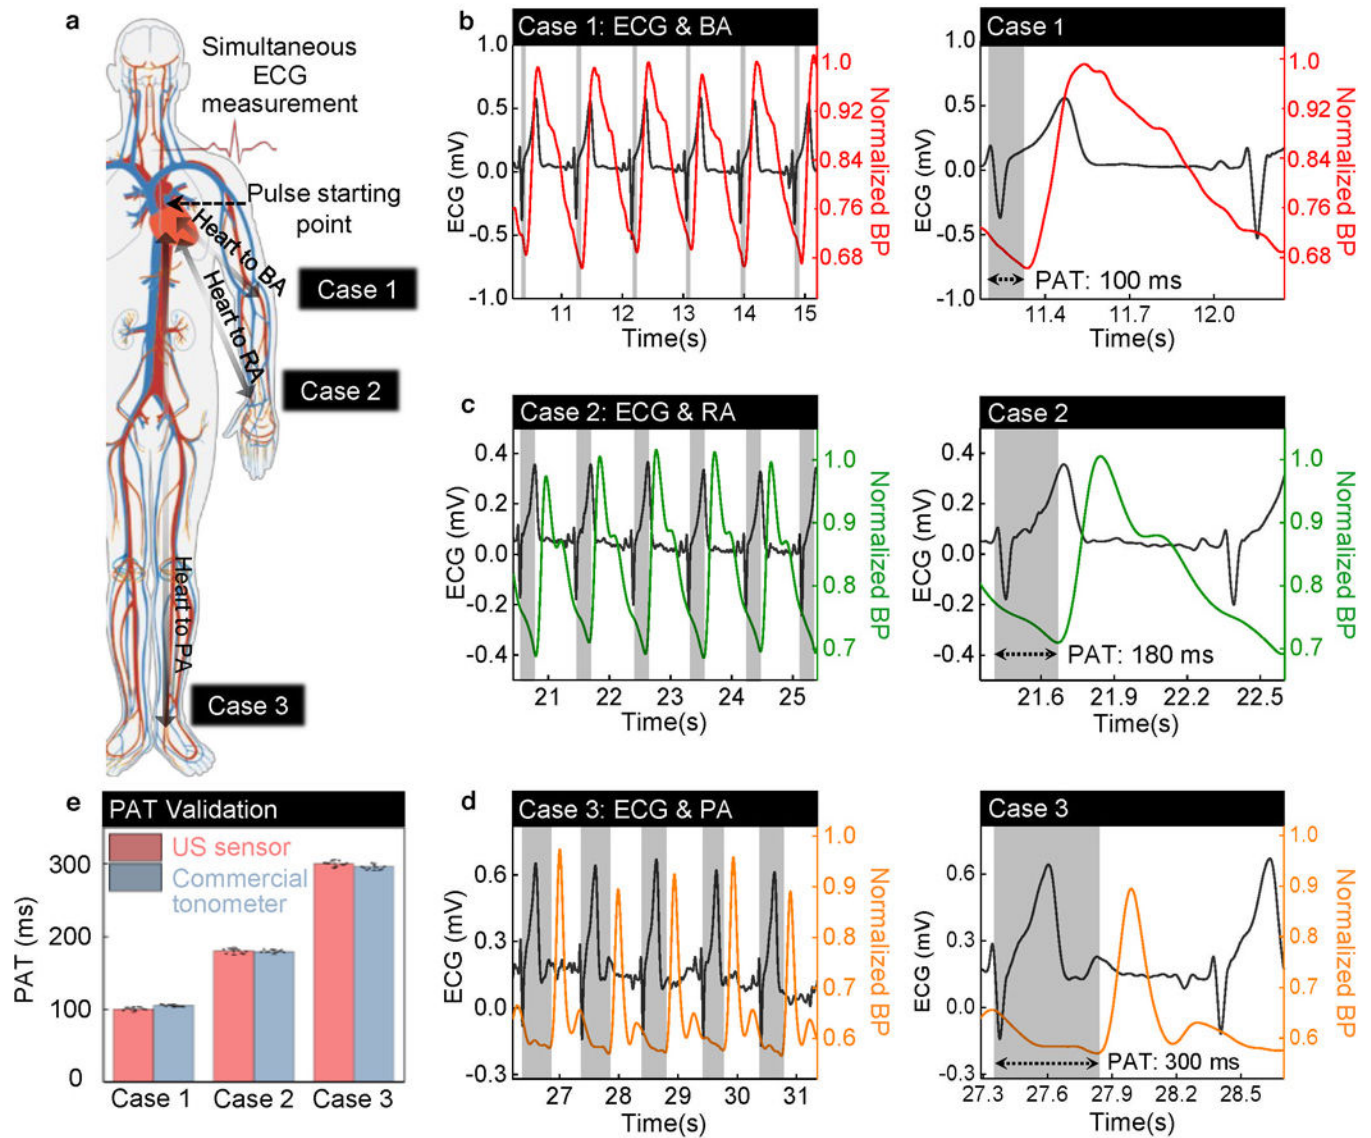 a
Simultaneous
ECG
measurement
Pulse starting
point
Heart to BA
Heart to RA
Heart to PA
Case 1
Case 2
Case 3
b
Case 1: ECG & BA
ECG (mV)
1.0
0.5
0.0
-0.5
-1.0
1.0
0.92
0.84
0.76
0.68
Normalized BP
11 12 13 14 15
Time(s)
Case 1
ECG (mV)
1.0
0.5
0.0
-0.5
-1.0
1.0
0.92
0.84
0.76
0.68
Normalized BP
PAT: 100 ms
11.4 11.7 12.0
Time(s)
c
Case 2: ECG & RA
ECG (mV)
0.4
0.2
0.0
-0.2
-0.4
1.0
0.9
0.8
0.7
Normalized BP
21 22 23 24 25
Time(s)
Case 2
ECG (mV)
0.4
0.2
0.0
-0.2
-0.4
1.0
0.9
0.8
0.7
Normalized BP
PAT: 180 ms
21.6 21.9 22.2 22.5
Time(s)
d
Case 3: ECG & PA
ECG (mV)
0.6
0.3
0.0
-0.3
1.0
0.9
0.8
0.7
0.6
Normalized BP
27 28 29 30 31
Time(s)
Case 3
ECG (mV)
0.6
0.3
0.0
-0.3
1.0
0.9
0.8
0.7
0.6
Normalized BP
PAT: 300 ms
27.3 27.6 27.9 28.2 28.5
Time(s)
e
PAT Validation
US sensor
Commercial
tonometer
PAT (ms)
300
200
100
0
Case 1 Case 2 Case 3